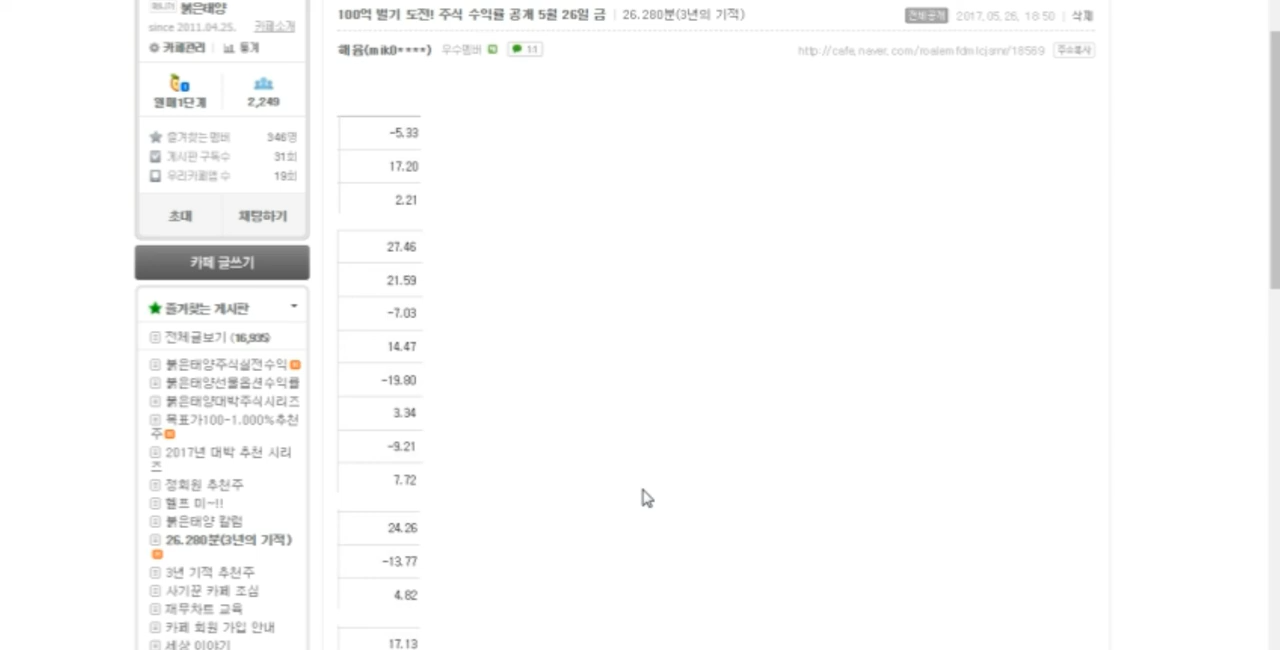 붉은태양
since 2011.04.25. 카페소개
카페관리 통계
열매1단계 2,249
즐겨찾는 멤버 346명
게시판 구독수 31회
우리카페앱 수 19회
초대 채팅하기
카페 글쓰기
즐겨찾는 게시판
전체글보기 (16,935)
붉은태양주식실전수익
붉은태양선물옵션수익률
붉은태양대박주식시리즈
목표가100-1,000%추천
주
2017년 대박 추천 시리
즈
정회원 추천주
헬프 미~!!
붉은태양 칼럼
26.280분(3년의 기적)
3년 기적 추천주
사기꾼 카페 조심
재무차트 교육
카페 회원 가입 안내
세상 이야기
100억 벌기 도전! 주식 수익률 공개 5월 26일 금 | 26.280분(3년의 기적)
전체공개 2017.05.26. 18:50 | 삭제
해윰(mik0****) 우수멤버 1:1
주소복사
-5.33
17.20
2.21
27.46
21.59
-7.03
14.47
-19.80
3.34
-9.21
7.72
24.26
-13.77
4.82
17.13